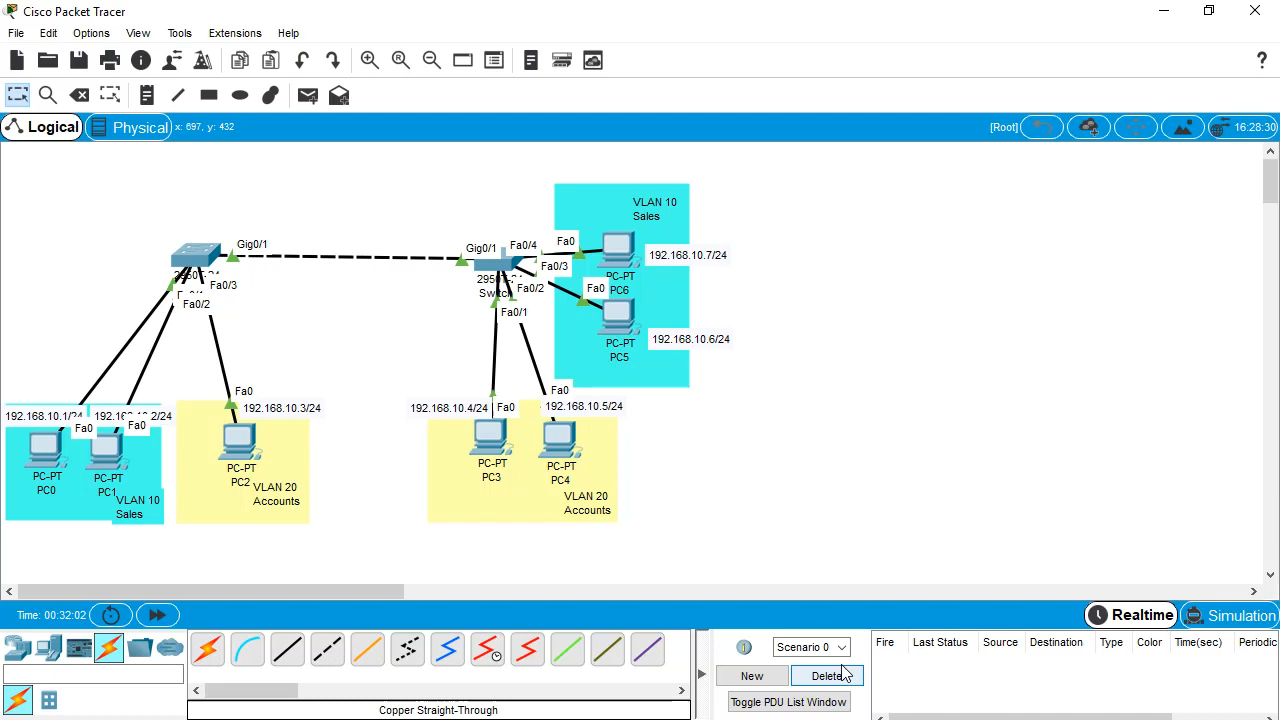 Cisco Packet Tracer
File Edit Options View Tools Extensions Help
?
Logical Physical x: 697, y: 432 [Root] 16:28:30
VLAN 10
Sales
Gig0/1 Gig0/1 Fa0/4 Fa0
192.168.10.7/24
Fa0/3
PC-PT
PC6
Fa0/3 Switch Fa0/2 Fa0
Fa0/2
Fa0/1
192.168.10.6/24
PC-PT
PC5
Fa0 Fa0
192.168.10.3/24 192.168.10.4/24 Fa0 192.168.10.5/24
192.168.10.1/24 192.168.10.2/24
Fa0 Fa0
PC-PT
PC0
PC-PT
PC1
VLAN 10
Sales
PC-PT
PC2
VLAN 20
Accounts
PC-PT
PC3
PC-PT
PC4
VLAN 20
Accounts
Time: 00:32:02 Realtime Simulation
Scenario 0 Fire Last Status Source Destination Type Color Time(sec) Periodic
New Delete
Toggle PDU List Window
Copper Straight-Through